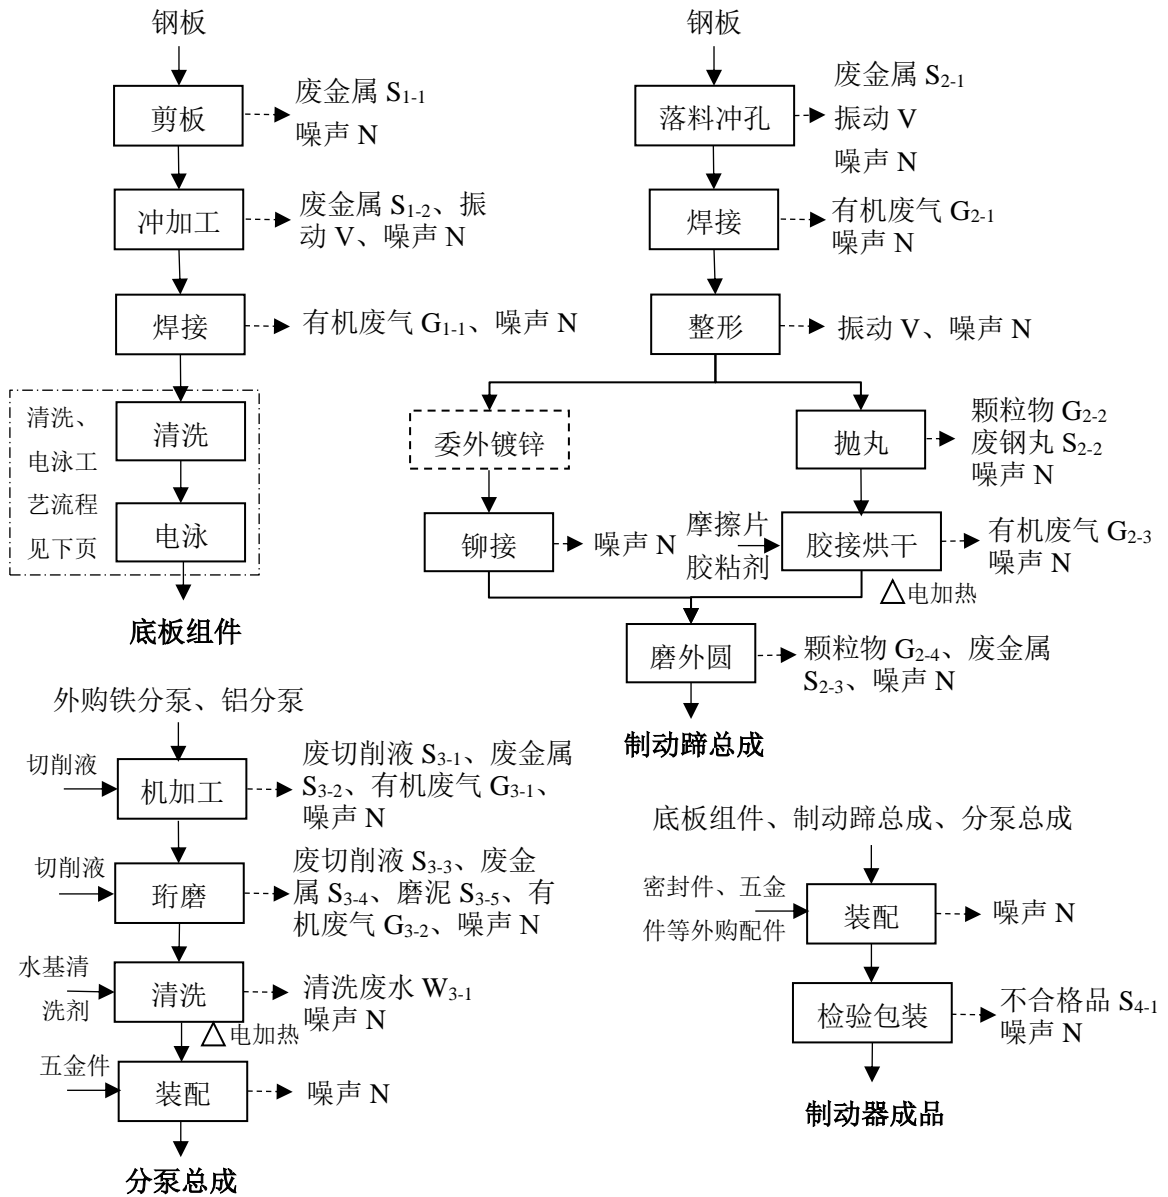 钢板
剪板
废金属 S1-1
噪声 N
冲加工
废金属 S1-2、振
动 V、噪声 N
焊接
有机废气 G1-1、噪声 N
清洗、
电泳工
艺流程
见下页
清洗
电泳
底板组件
钢板
落料冲孔
废金属 S2-1
振动 V
噪声 N
焊接
有机废气 G2-1
噪声 N
整形
振动 V、噪声 N
委外镀锌
抛丸
颗粒物 G2-2
废钢丸 S2-2
噪声 N
铆接
噪声 N
摩擦片
胶粘剂
胶接烘干
有机废气 G2-3
噪声 N
△电加热
磨外圆
颗粒物 G2-4、废金属
S2-3、噪声 N
制动蹄总成
外购铁分泵、铝分泵
切削液
机加工
废切削液 S3-1、废金属
S3-2、有机废气 G3-1、
噪声 N
切削液
珩磨
废切削液 S3-3、废金
属 S3-4、磨泥 S3-5、有
机废气 G3-2、噪声 N
水基清
洗剂
清洗
清洗废水 W3-1
噪声 N
△电加热
五金件
装配
噪声 N
分泵总成
底板组件、制动蹄总成、分泵总成
密封件、五金
件等外购配件
装配
噪声 N
检验包装
不合格品 S4-1
噪声 N
制动器成品